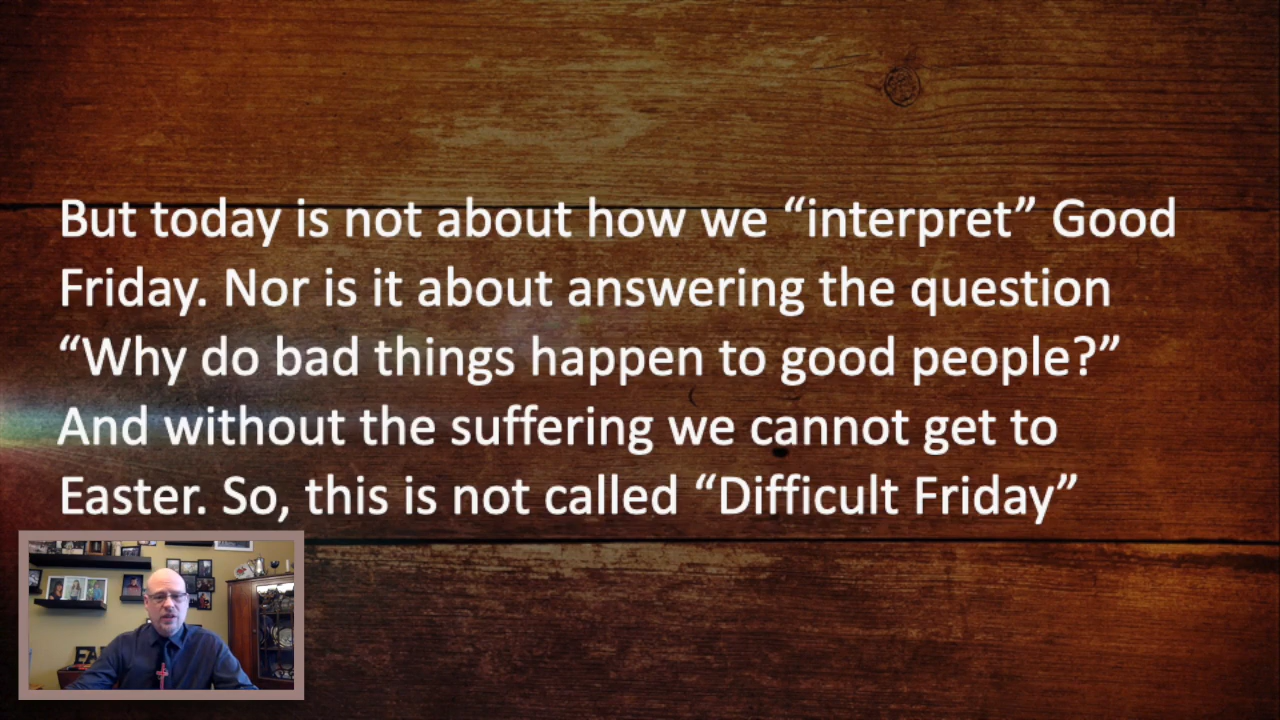 But today is not about how we “interpret” Good
Friday. Nor is it about answering the question
“Why do bad things happen to good people?”
And without the suffering we cannot get to
Easter. So, this is not called “Difficult Friday”